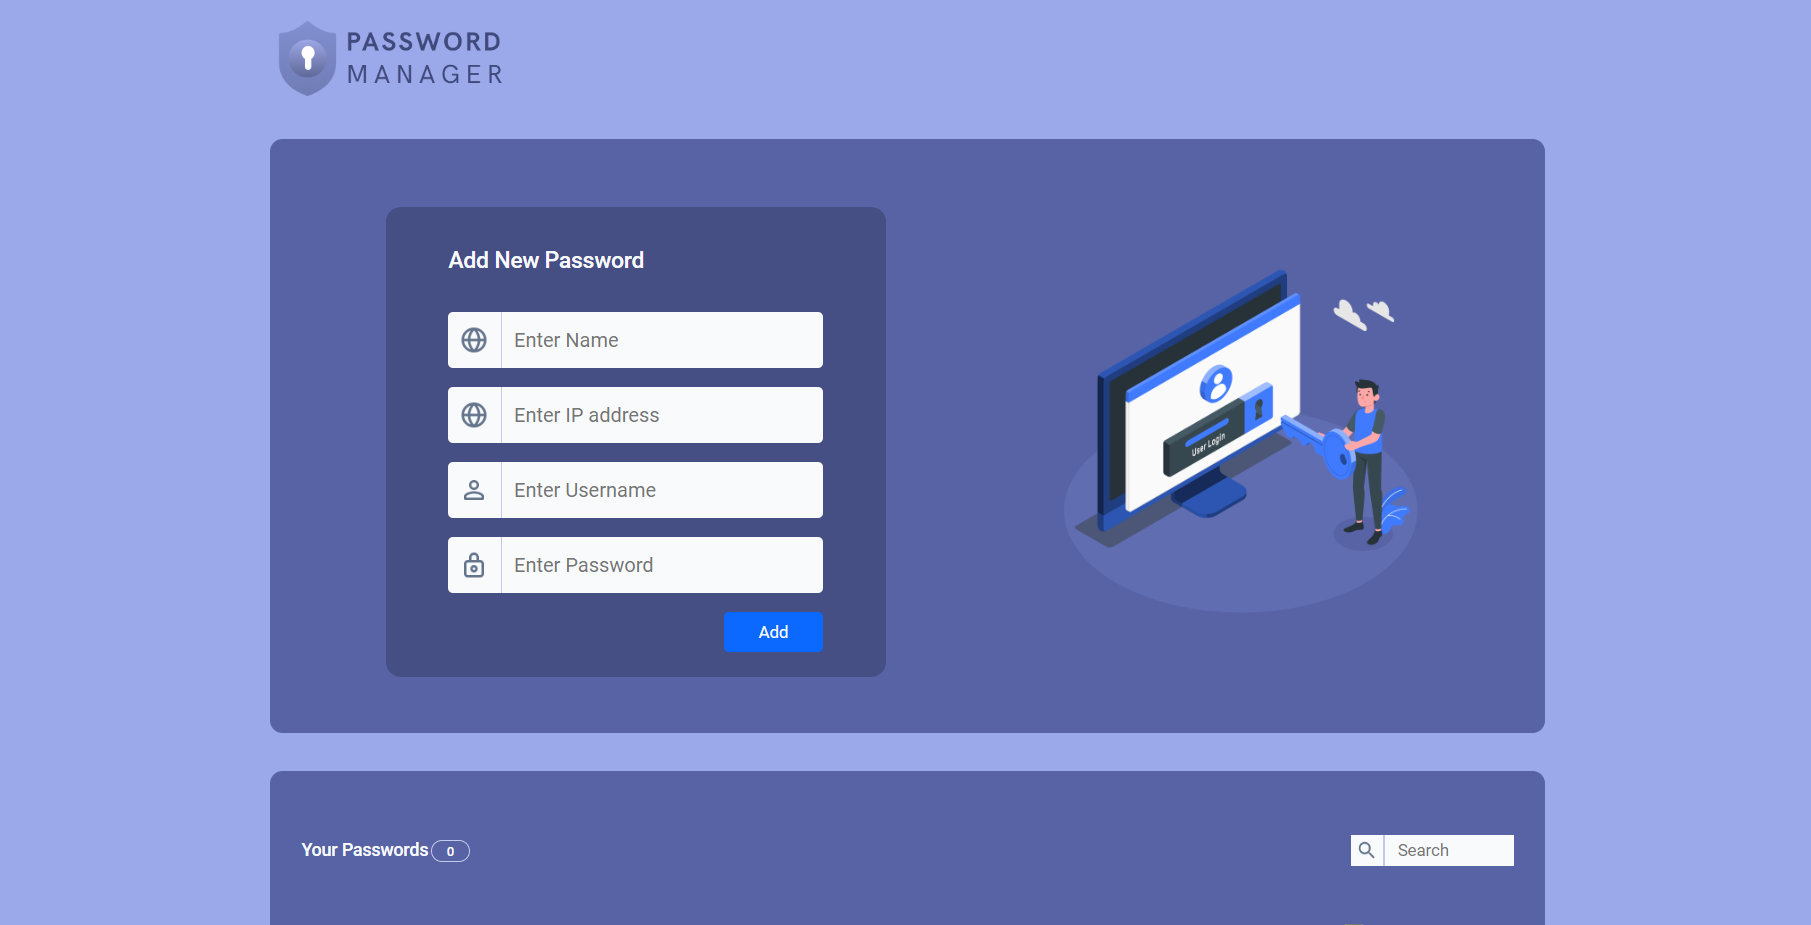 PASSWORD
MANAGER
Add New Password
Enter Name
Enter IP address
Enter Username
Enter Password
Add
User Login
Your Passwords 0
Search